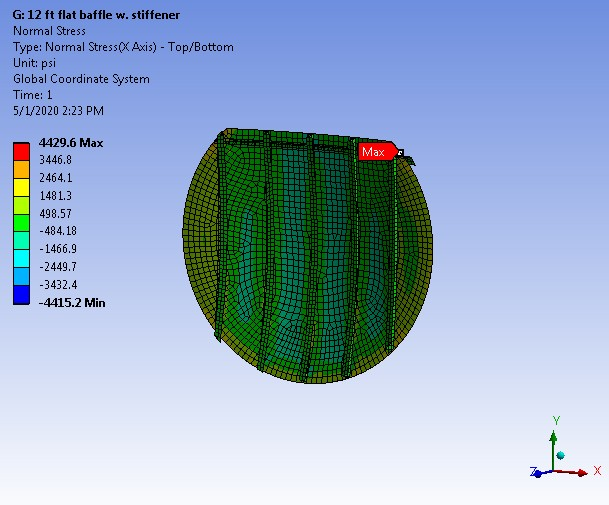 G: 12 ft flat baffle w. stiffener
Normal Stress
Type: Normal Stress(X Axis) - Top/Bottom
Unit: psi
Global Coordinate System
Time: 1
5/1/2020 2:23 PM
4429.6 Max
3446.8
2464.1
1481.3
498.57
-484.18
-1466.9
-2449.7
-3432.4
-4415.2 Min
Max
Y
Z
X